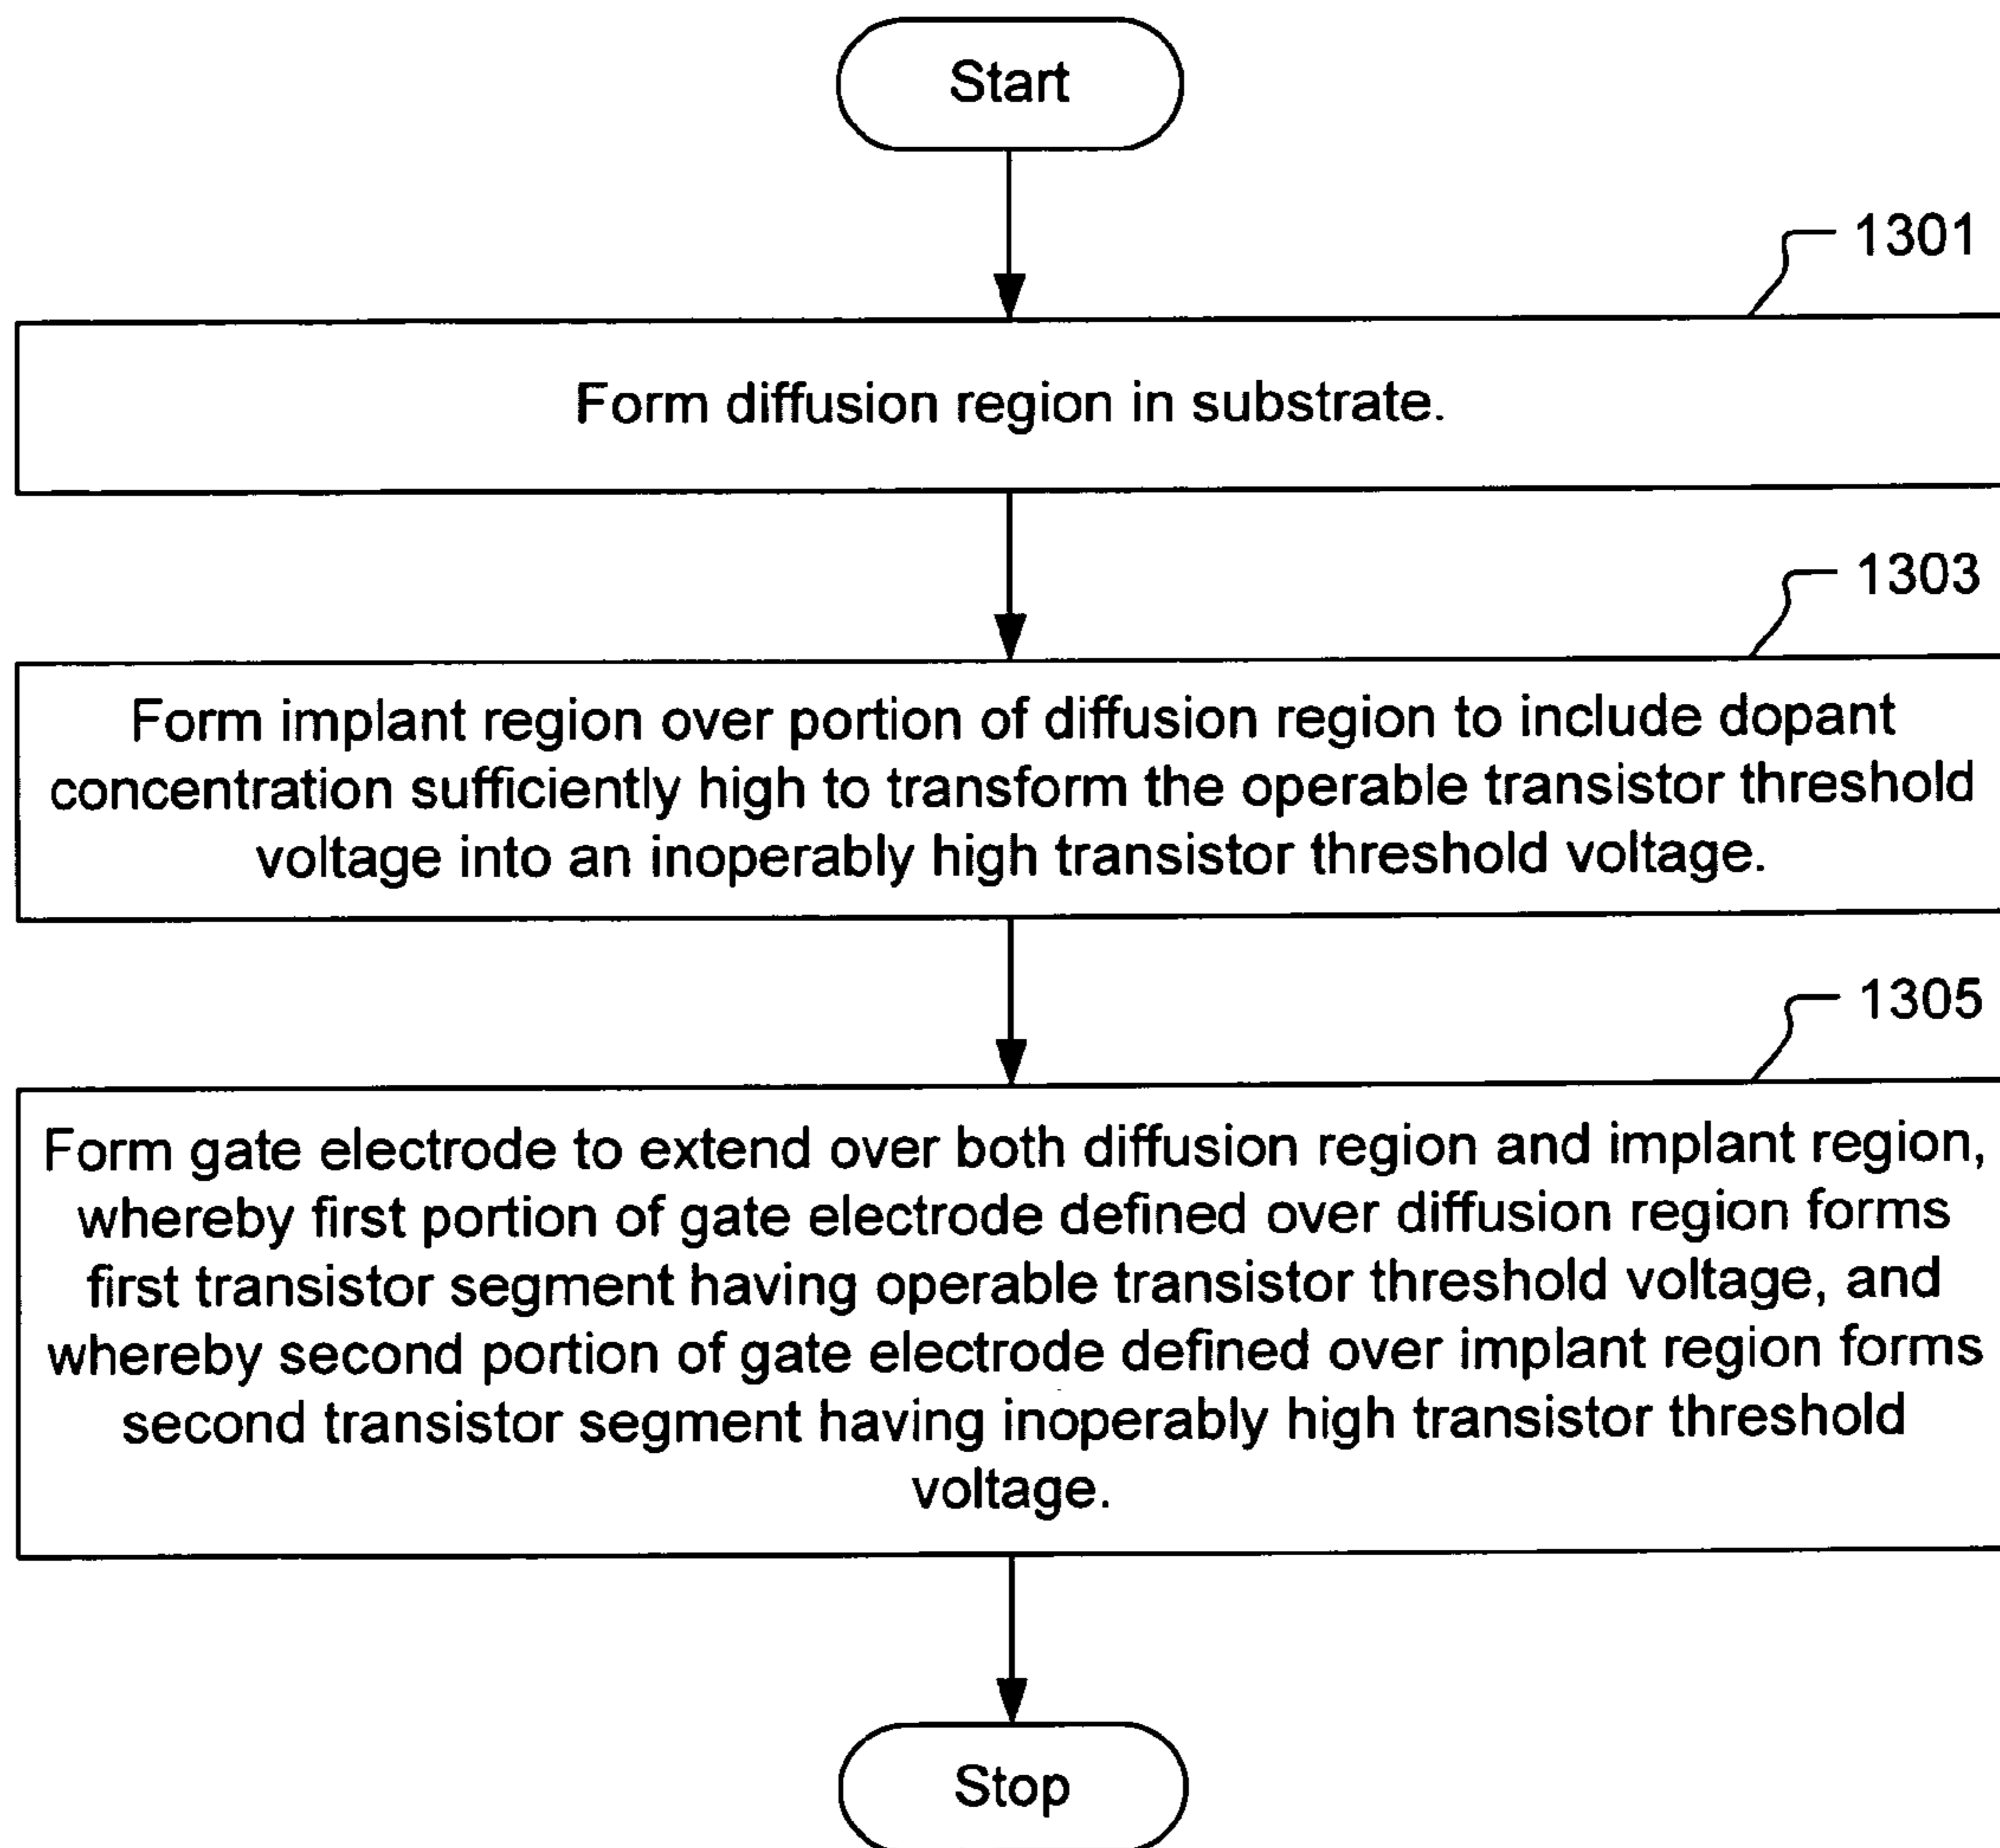 Start
1301
Form diffusion region in substrate.
1303
Form implant region over portion of diffusion region to include dopant
concentration sufficiently high to transform the operable transistor threshold
voltage into an inoperably high transistor threshold voltage.
1305
Form gate electrode to extend over both diffusion region and implant region,
whereby first portion of gate electrode defined over diffusion region forms
first transistor segment having operable transistor threshold voltage, and
whereby second portion of gate electrode defined over implant region forms
second transistor segment having inoperably high transistor threshold
voltage.
Stop